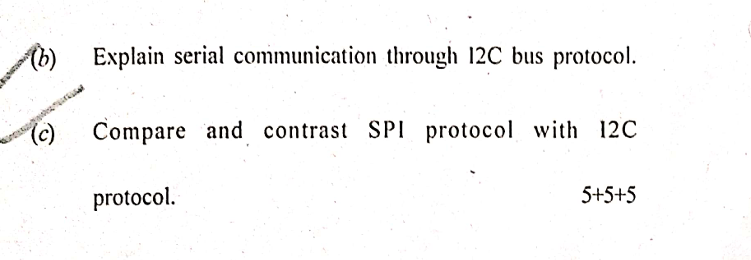 (b) Explain serial communication through I2C bus protocol.
(c) Compare and contrast SPI protocol with I2C
protocol. 5+5+5